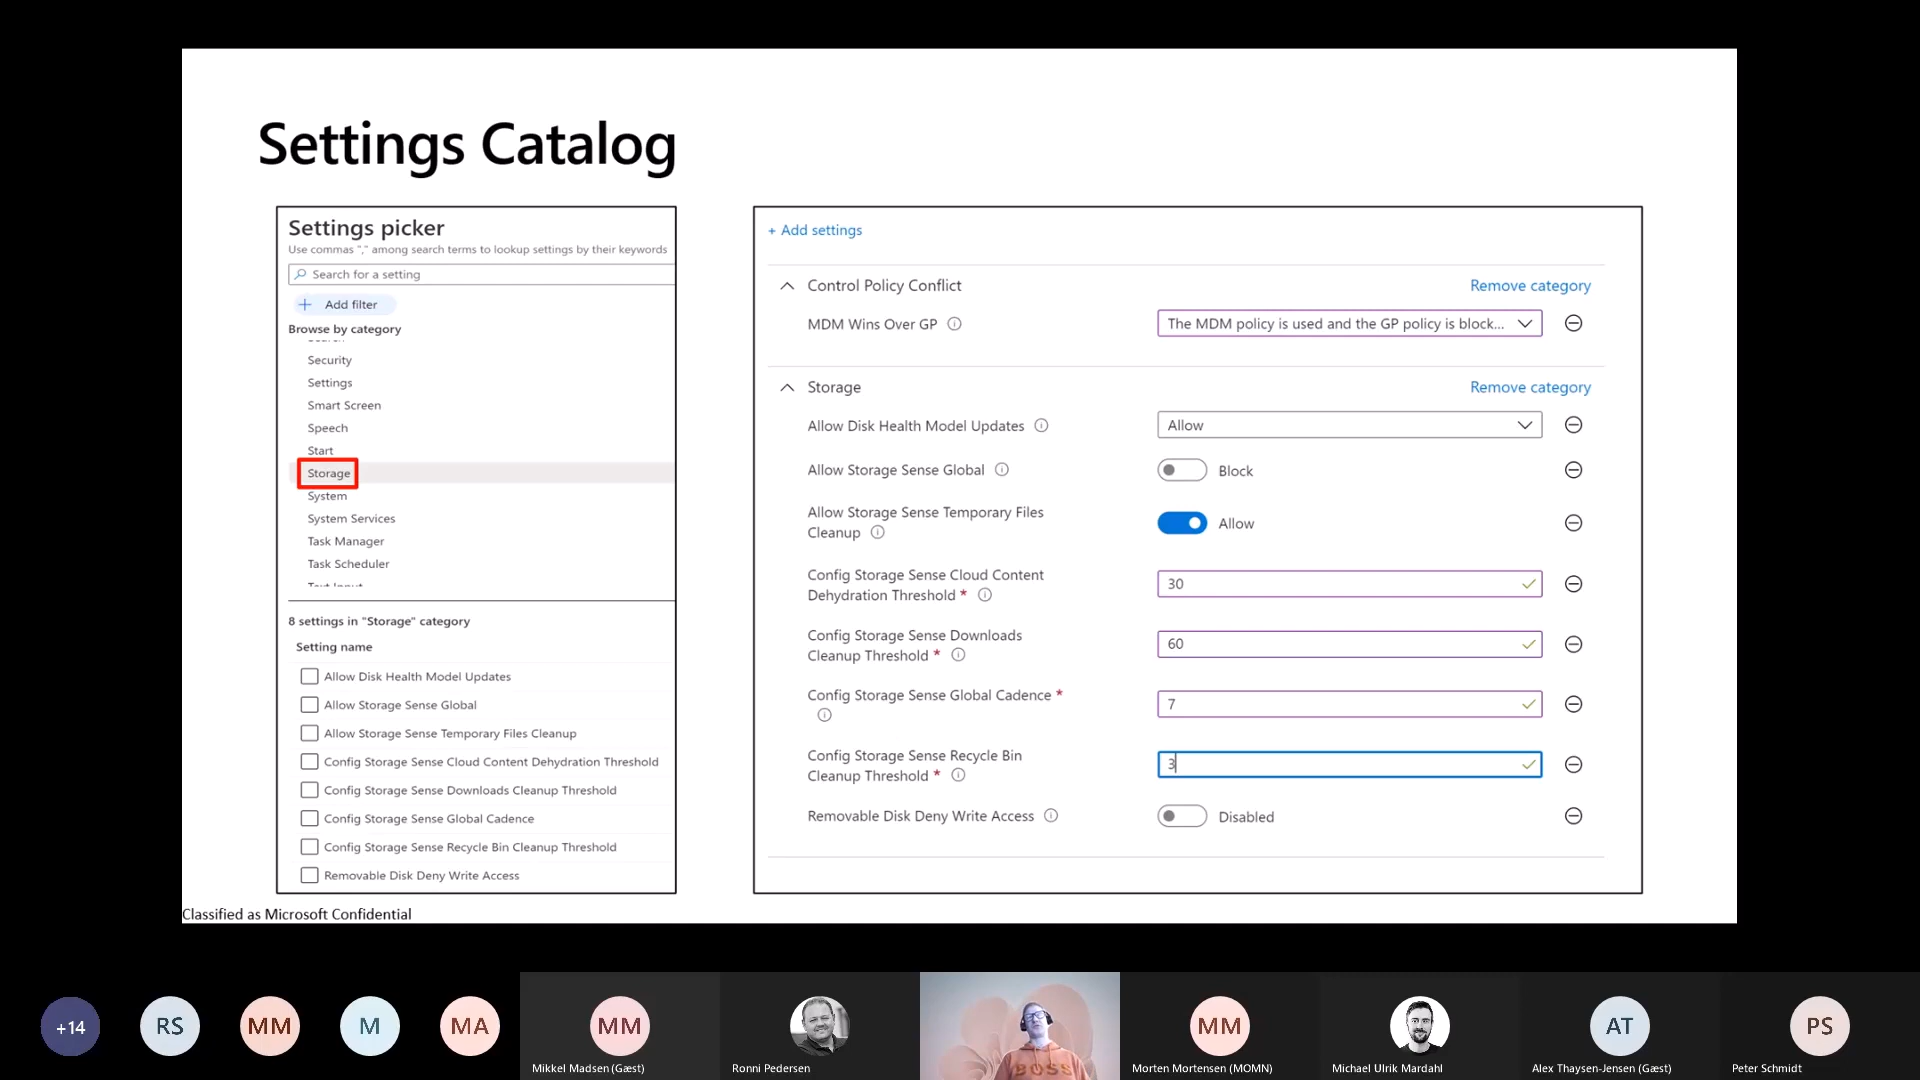 Settings Catalog
Settings picker
Use commas "," among search terms to lookup settings by their keywords
Search for a setting
+ Add filter
Browse by category
Security
Settings
Smart Screen
Speech
Start
Storage
System
System Services
Task Manager
Task Scheduler
8 settings in "Storage" category
Setting name
Allow Disk Health Model Updates
Allow Storage Sense Global
Allow Storage Sense Temporary Files Cleanup
Config Storage Sense Cloud Content Dehydration Threshold
Config Storage Sense Downloads Cleanup Threshold
Config Storage Sense Global Cadence
Config Storage Sense Recycle Bin Cleanup Threshold
Removable Disk Deny Write Access
+ Add settings
Control Policy Conflict Remove category
MDM Wins Over GP The MDM policy is used and the GP policy is block...
Storage Remove category
Allow Disk Health Model Updates Allow
Allow Storage Sense Global Block
Allow Storage Sense Temporary Files
Cleanup Allow
Config Storage Sense Cloud Content
Dehydration Threshold * 30
Config Storage Sense Downloads
Cleanup Threshold * 60
Config Storage Sense Global Cadence * 7
Config Storage Sense Recycle Bin
Cleanup Threshold * 3
Removable Disk Deny Write Access Disabled
Classified as Microsoft Confidential
+14 RS MM M MA MM MM AT PS
BOSS
Mikkel Madsen (Gæst) Ronni Pedersen Morten Mortensen (MOMN) Michael Ulrik Mardahl Alex Thaysen-Jensen (Gæst) Peter Schmidt